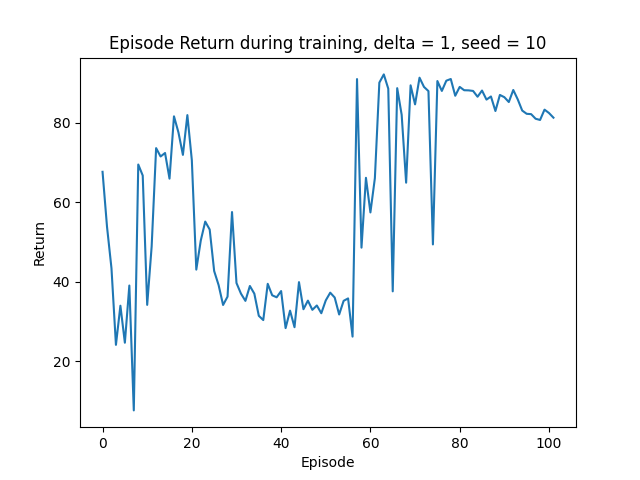 Episode Return during training, delta = 1, seed = 10
80
60
40
20
Return
0 20 40 60 80 100
Episode